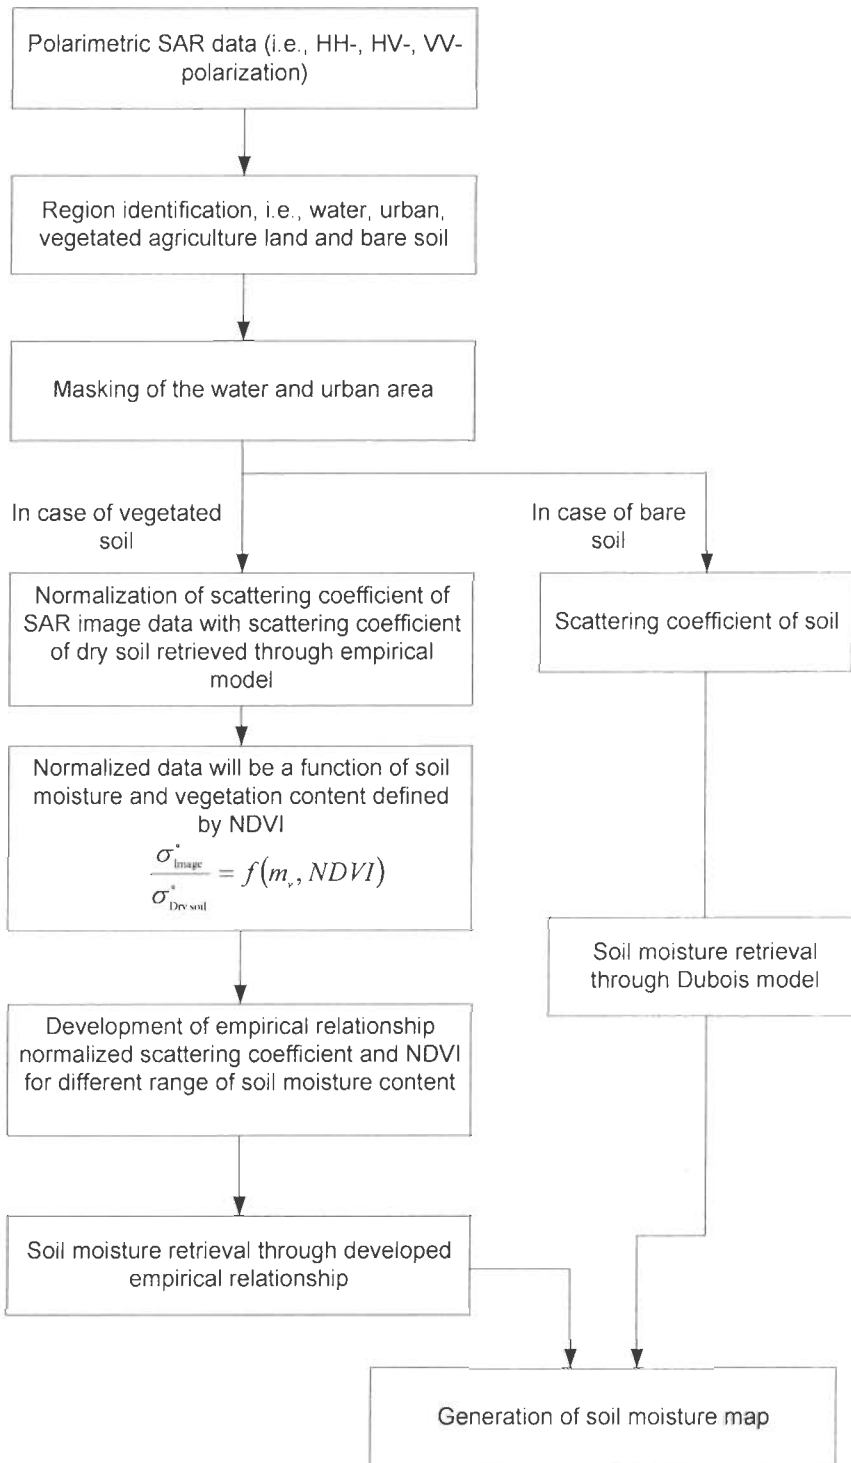 Polarimetric SAR data (i.e., HH-, HV-, VV-
polarization)
Region identification, i.e., water, urban,
vegetated agriculture land and bare soil
Masking of the water and urban area
In case of vegetated
soil
In case of bare
soil
Normalization of scattering coefficient of
SAR image data with scattering coefficient
of dry soil retrieved through empirical
model
Scattering coefficient of soil
Normalized data will be a function of soil
moisture and vegetation content defined
by NDVI
σ°Image / σ°Dry soil = f(mᵥ, NDVI)
Soil moisture retrieval
through Dubois model
Development of empirical relationship
normalized scattering coefficient and NDVI
for different range of soil moisture content
Soil moisture retrieval through developed
empirical relationship
Generation of soil moisture map